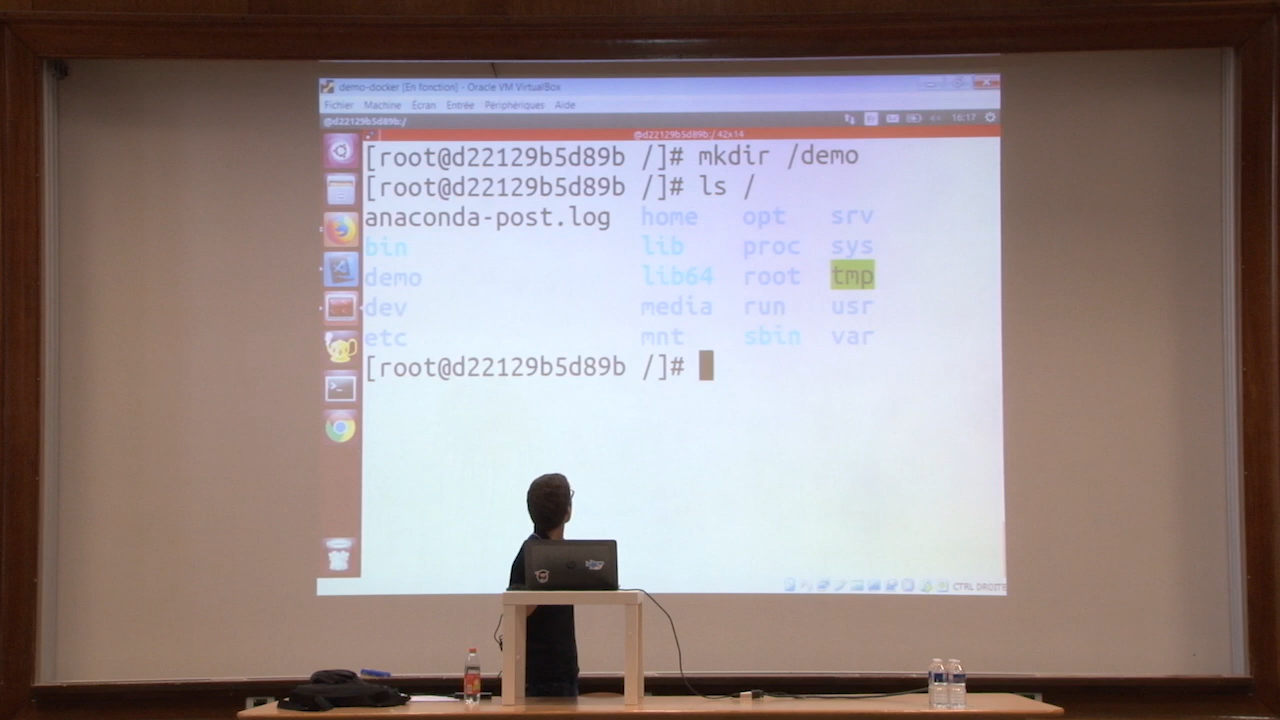 demo-docker [En fonction] - Oracle VM VirtualBox
Fichier Machine Écran Entrée Périphériques Aide
@d22129b5d89b:/ 16:17
@d22129b5d89b:/ 42x14
[root@d22129b5d89b /]# mkdir /demo
[root@d22129b5d89b /]# ls /
anaconda-post.log home opt srv
bin lib proc sys
demo lib64 root tmp
dev media run usr
etc mnt sbin var
[root@d22129b5d89b /]#
CTRL DROITE